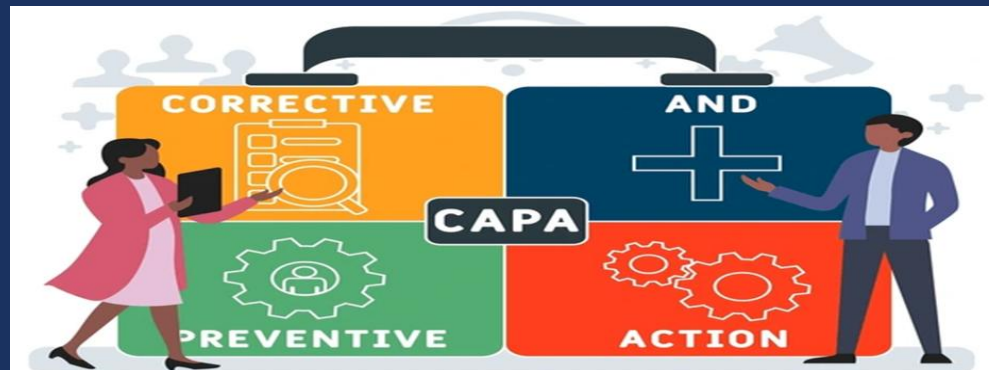 CORRECTIVE
AND
CAPA
PREVENTIVE
ACTION